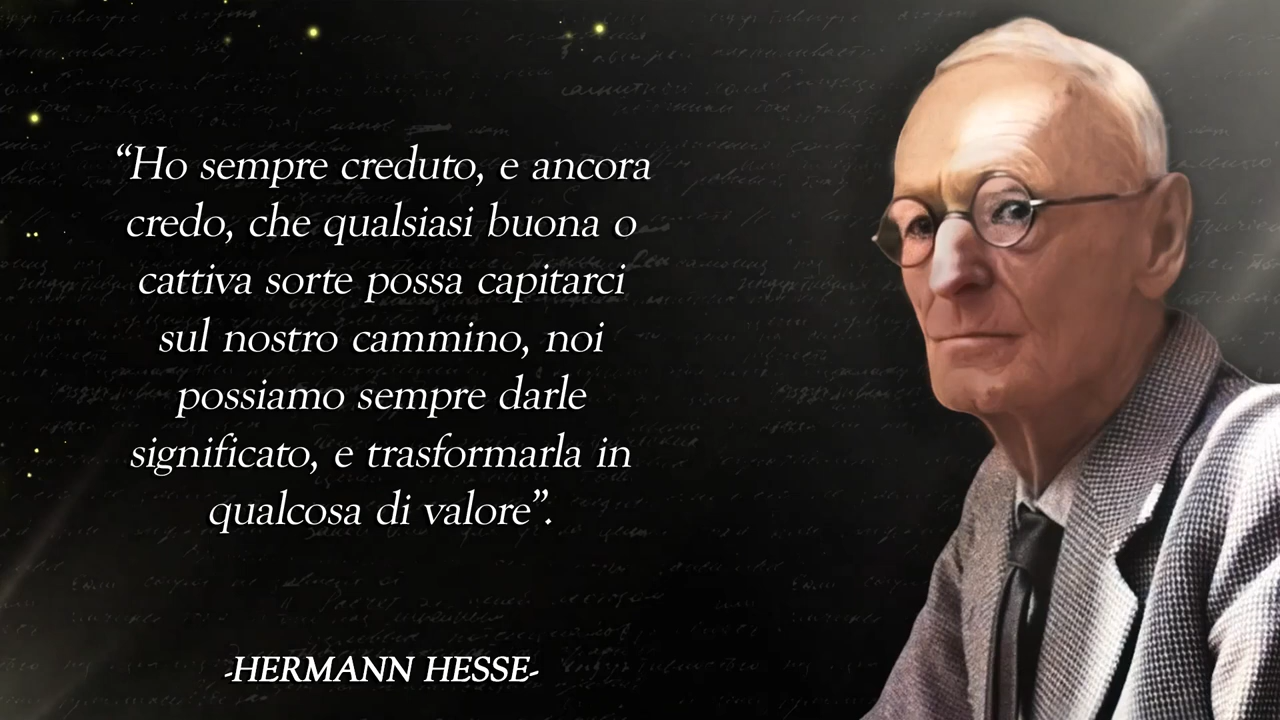 “Ho sempre creduto, e ancora
credo, che qualsiasi buona o
cattiva sorte possa capitarci
sul nostro cammino, noi
possiamo sempre darle
significato, e trasformarla in
qualcosa di valore”.
-HERMANN HESSE-